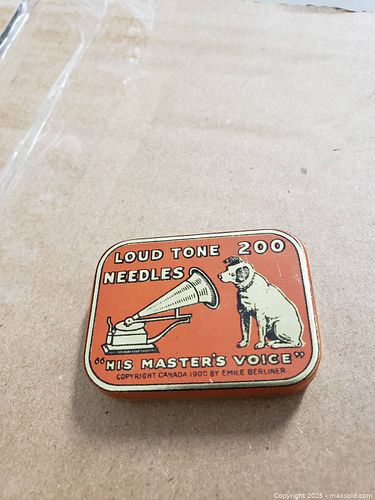 LOUD TONE 200
NEEDLES
"HIS MASTER'S VOICE"
COPYRIGHT CANADA 1900 BY EMILE BERLINER
Copyright 2025 - maxsold.com